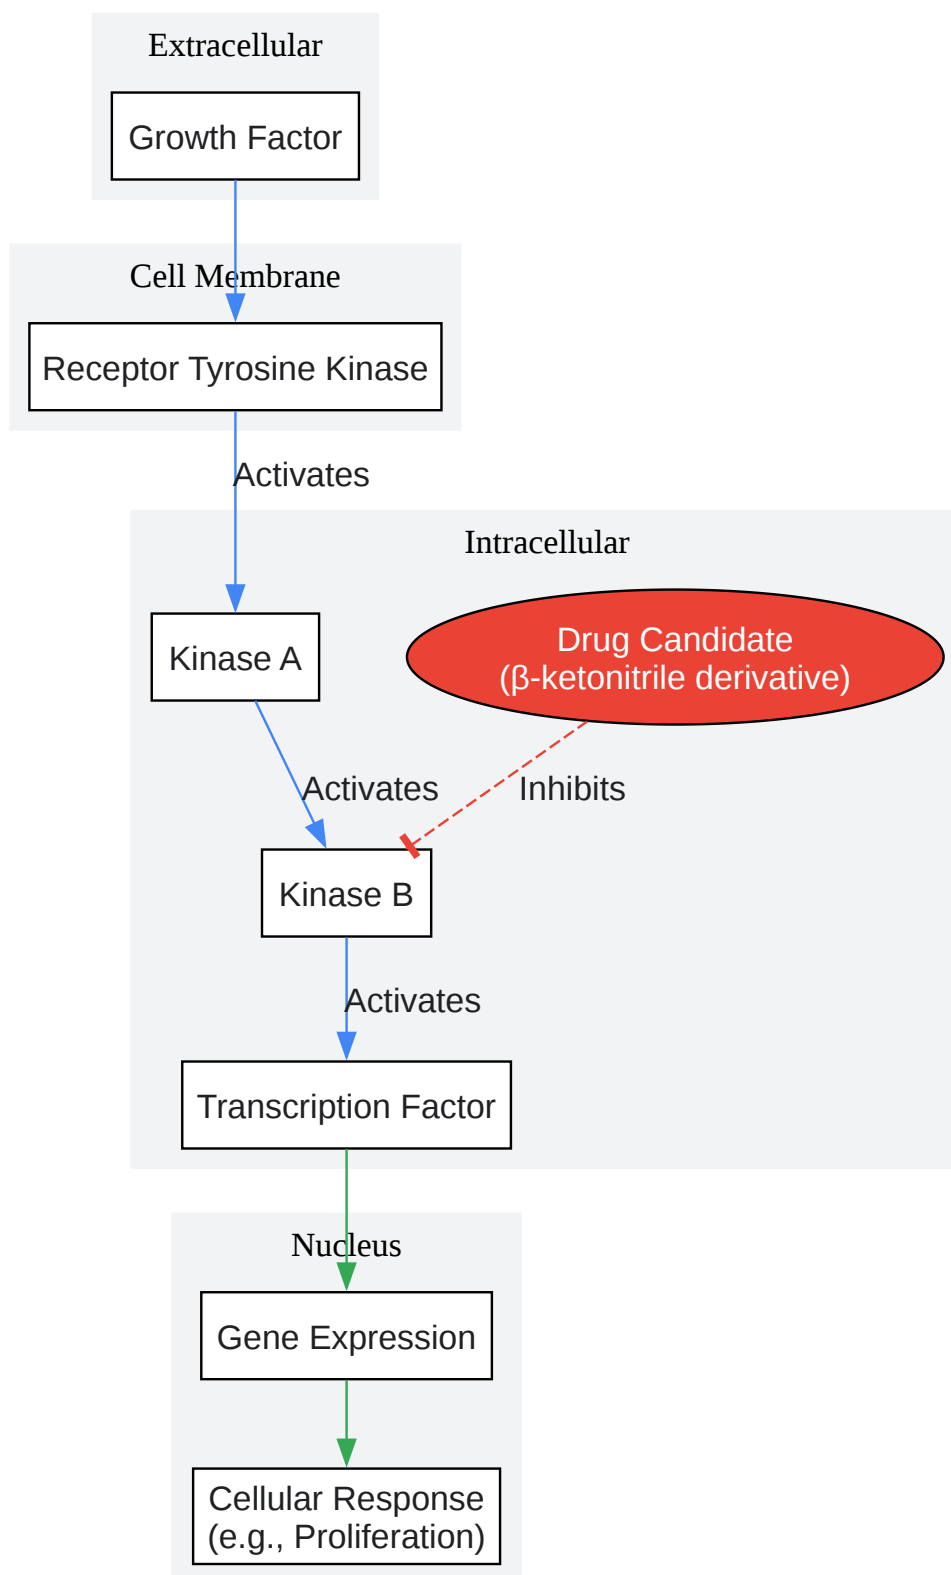 Extracellular
Growth Factor
Cell Membrane
Receptor Tyrosine Kinase
Activates
Intracellular
Kinase A
Drug Candidate
(β-ketonitrile derivative)
Activates
Inhibits
Kinase B
Activates
Transcription Factor
Nucleus
Gene Expression
Cellular Response
(e.g., Proliferation)